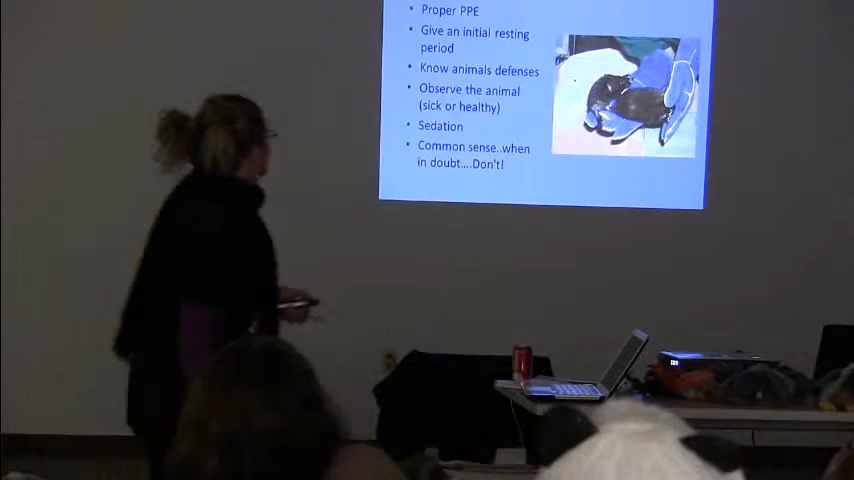 • Proper PPE
• Give an initial resting
period
• Know animals defenses
• Observe the animal
(sick or healthy)
• Sedation
• Common sense..when
in doubt....Don't!